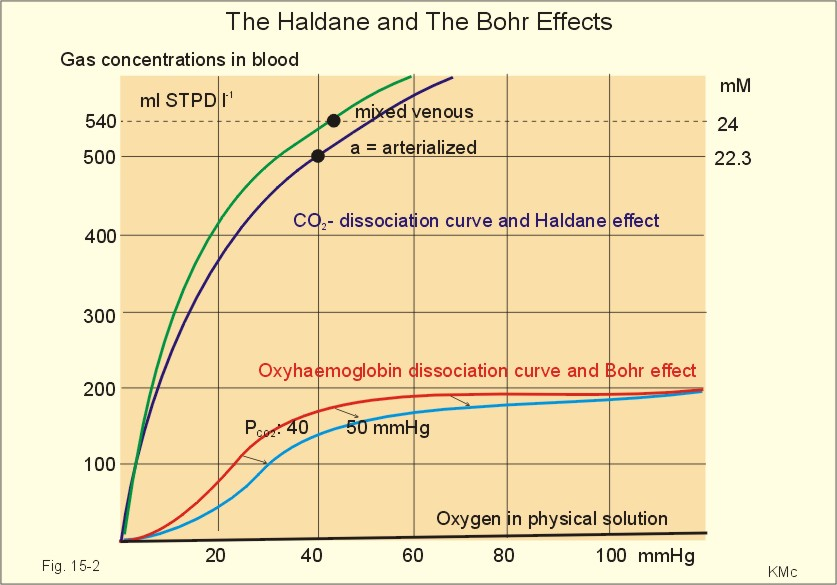 The Haldane and The Bohr Effects
Gas concentrations in blood
ml STPD l-1
mM
mixed venous
540
24
a = arterialized
500
22.3
CO2- dissociation curve and Haldane effect
400
300
Oxyhaemoglobin dissociation curve and Bohr effect
200
PCO2: 40 50 mmHg
100
Oxygen in physical solution
20 40 60 80 100 mmHg
Fig. 15-2
KMc